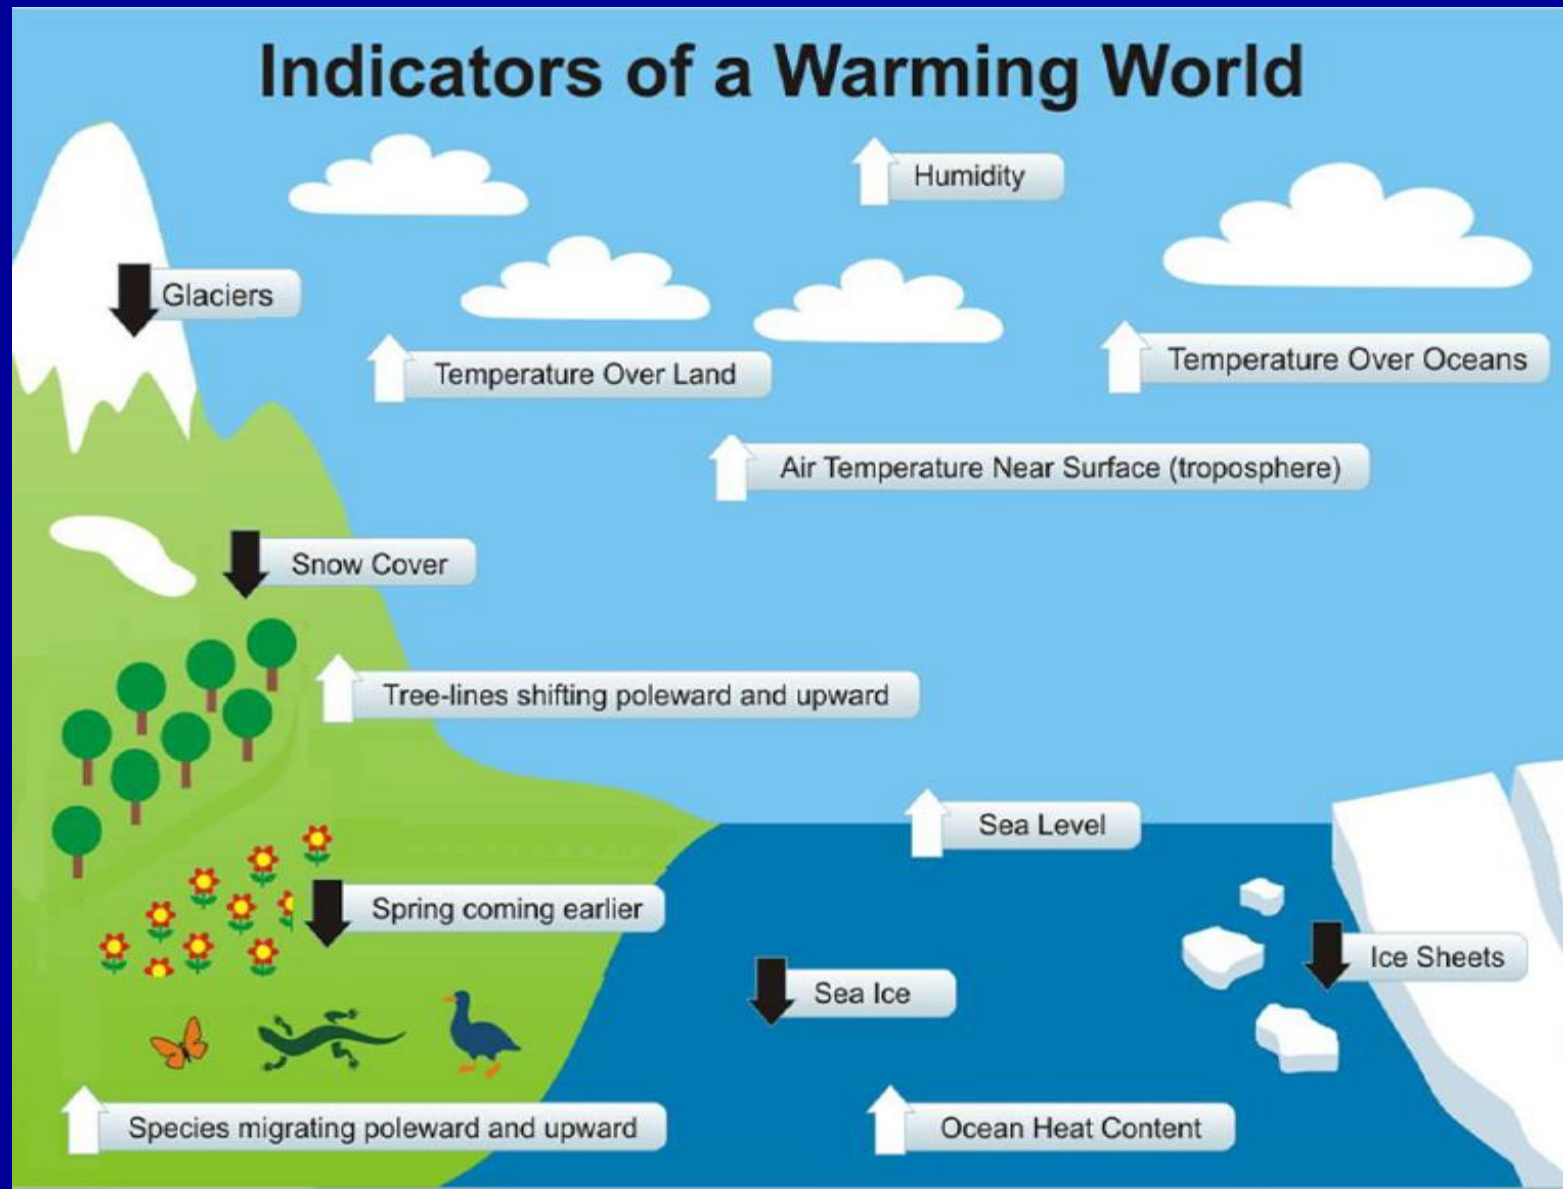 Indicators of a Warming World
Humidity
Glaciers
Temperature Over Land
Temperature Over Oceans
Air Temperature Near Surface (troposphere)
Snow Cover
Tree-lines shifting poleward and upward
Sea Level
Spring coming earlier
Ice Sheets
Sea Ice
Species migrating poleward and upward
Ocean Heat Content